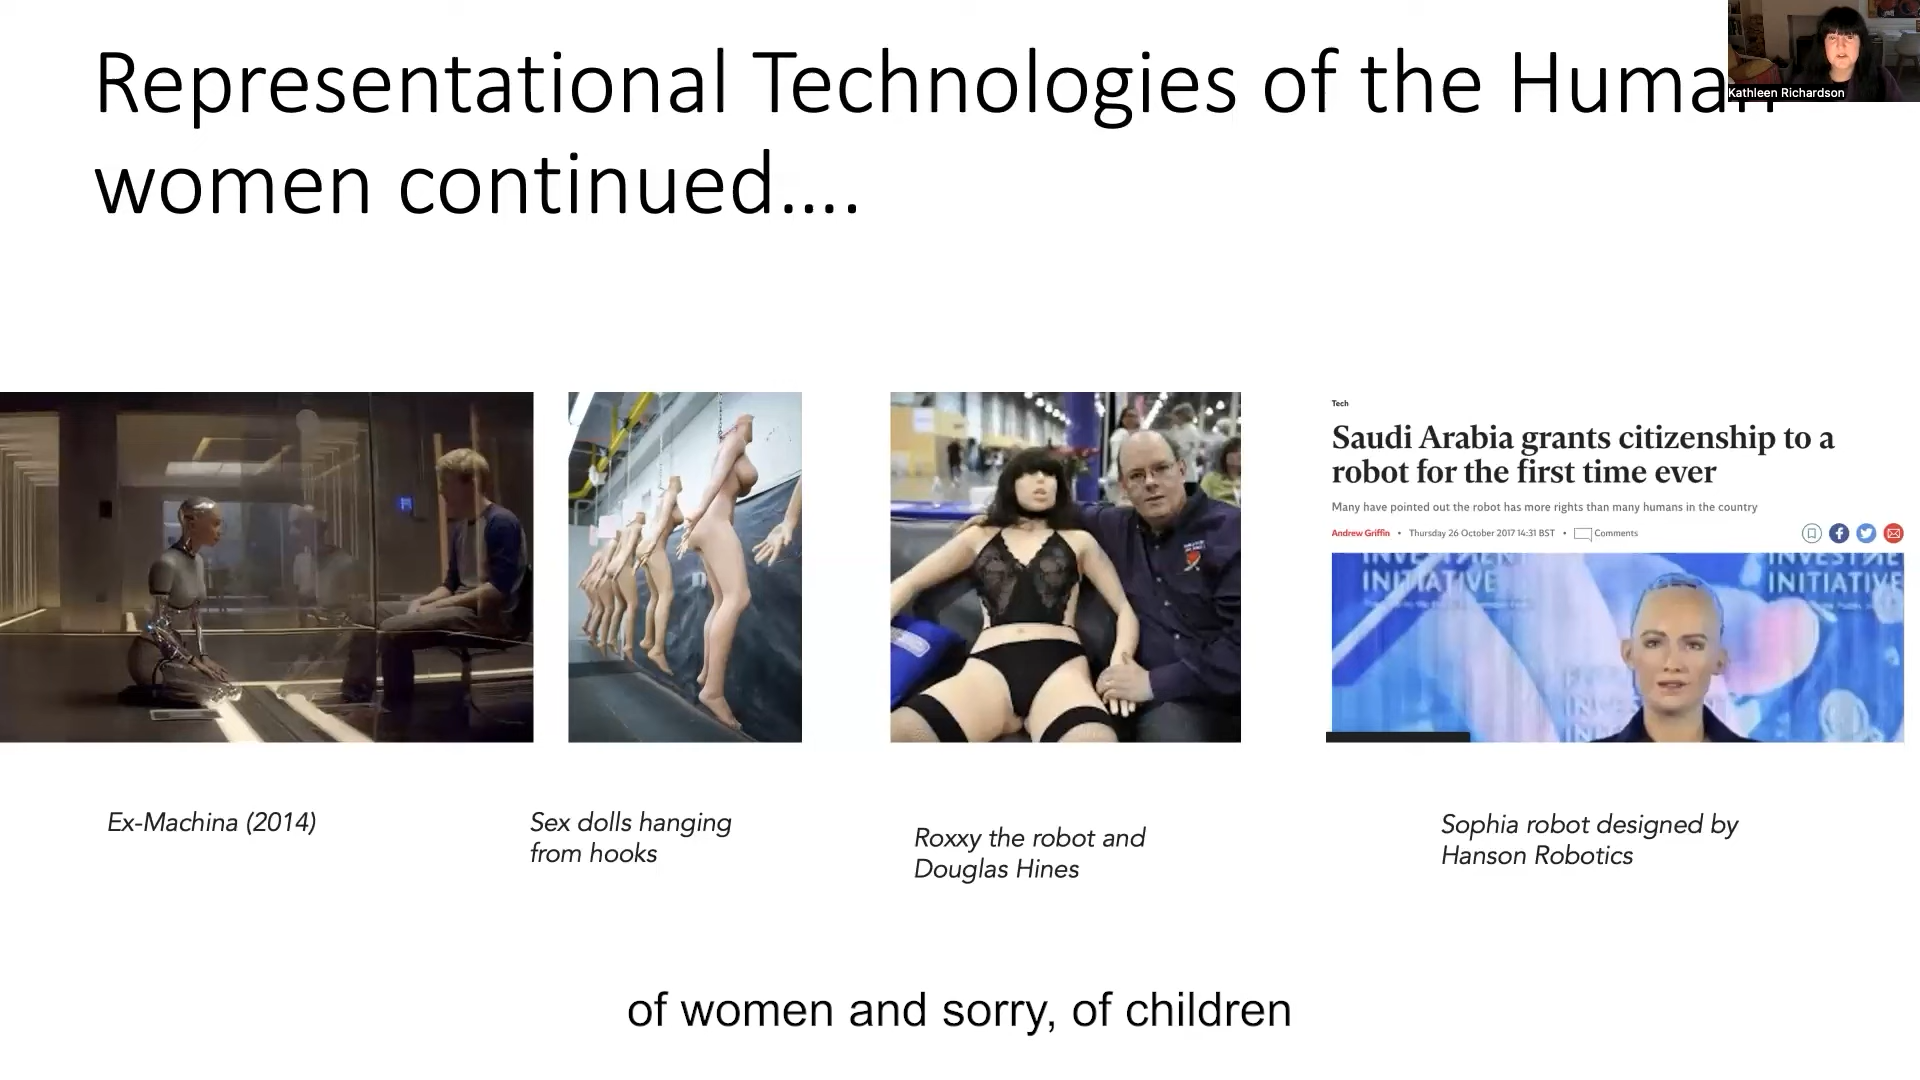 Representational Technologies of the Human
women continued....
Kathleen Richardson
Tech
Saudi Arabia grants citizenship to a
robot for the first time ever
Many have pointed out the robot has more rights than many humans in the country
Andrew Griffin • Thursday 26 October 2017 14:31 BST • Comments
INVESTMENT
INITIATIVE
INVESTME
INITIATIVE
Ex-Machina (2014)
Sex dolls hanging
from hooks
Roxxy the robot and
Douglas Hines
Sophia robot designed by
Hanson Robotics
of women and sorry, of children